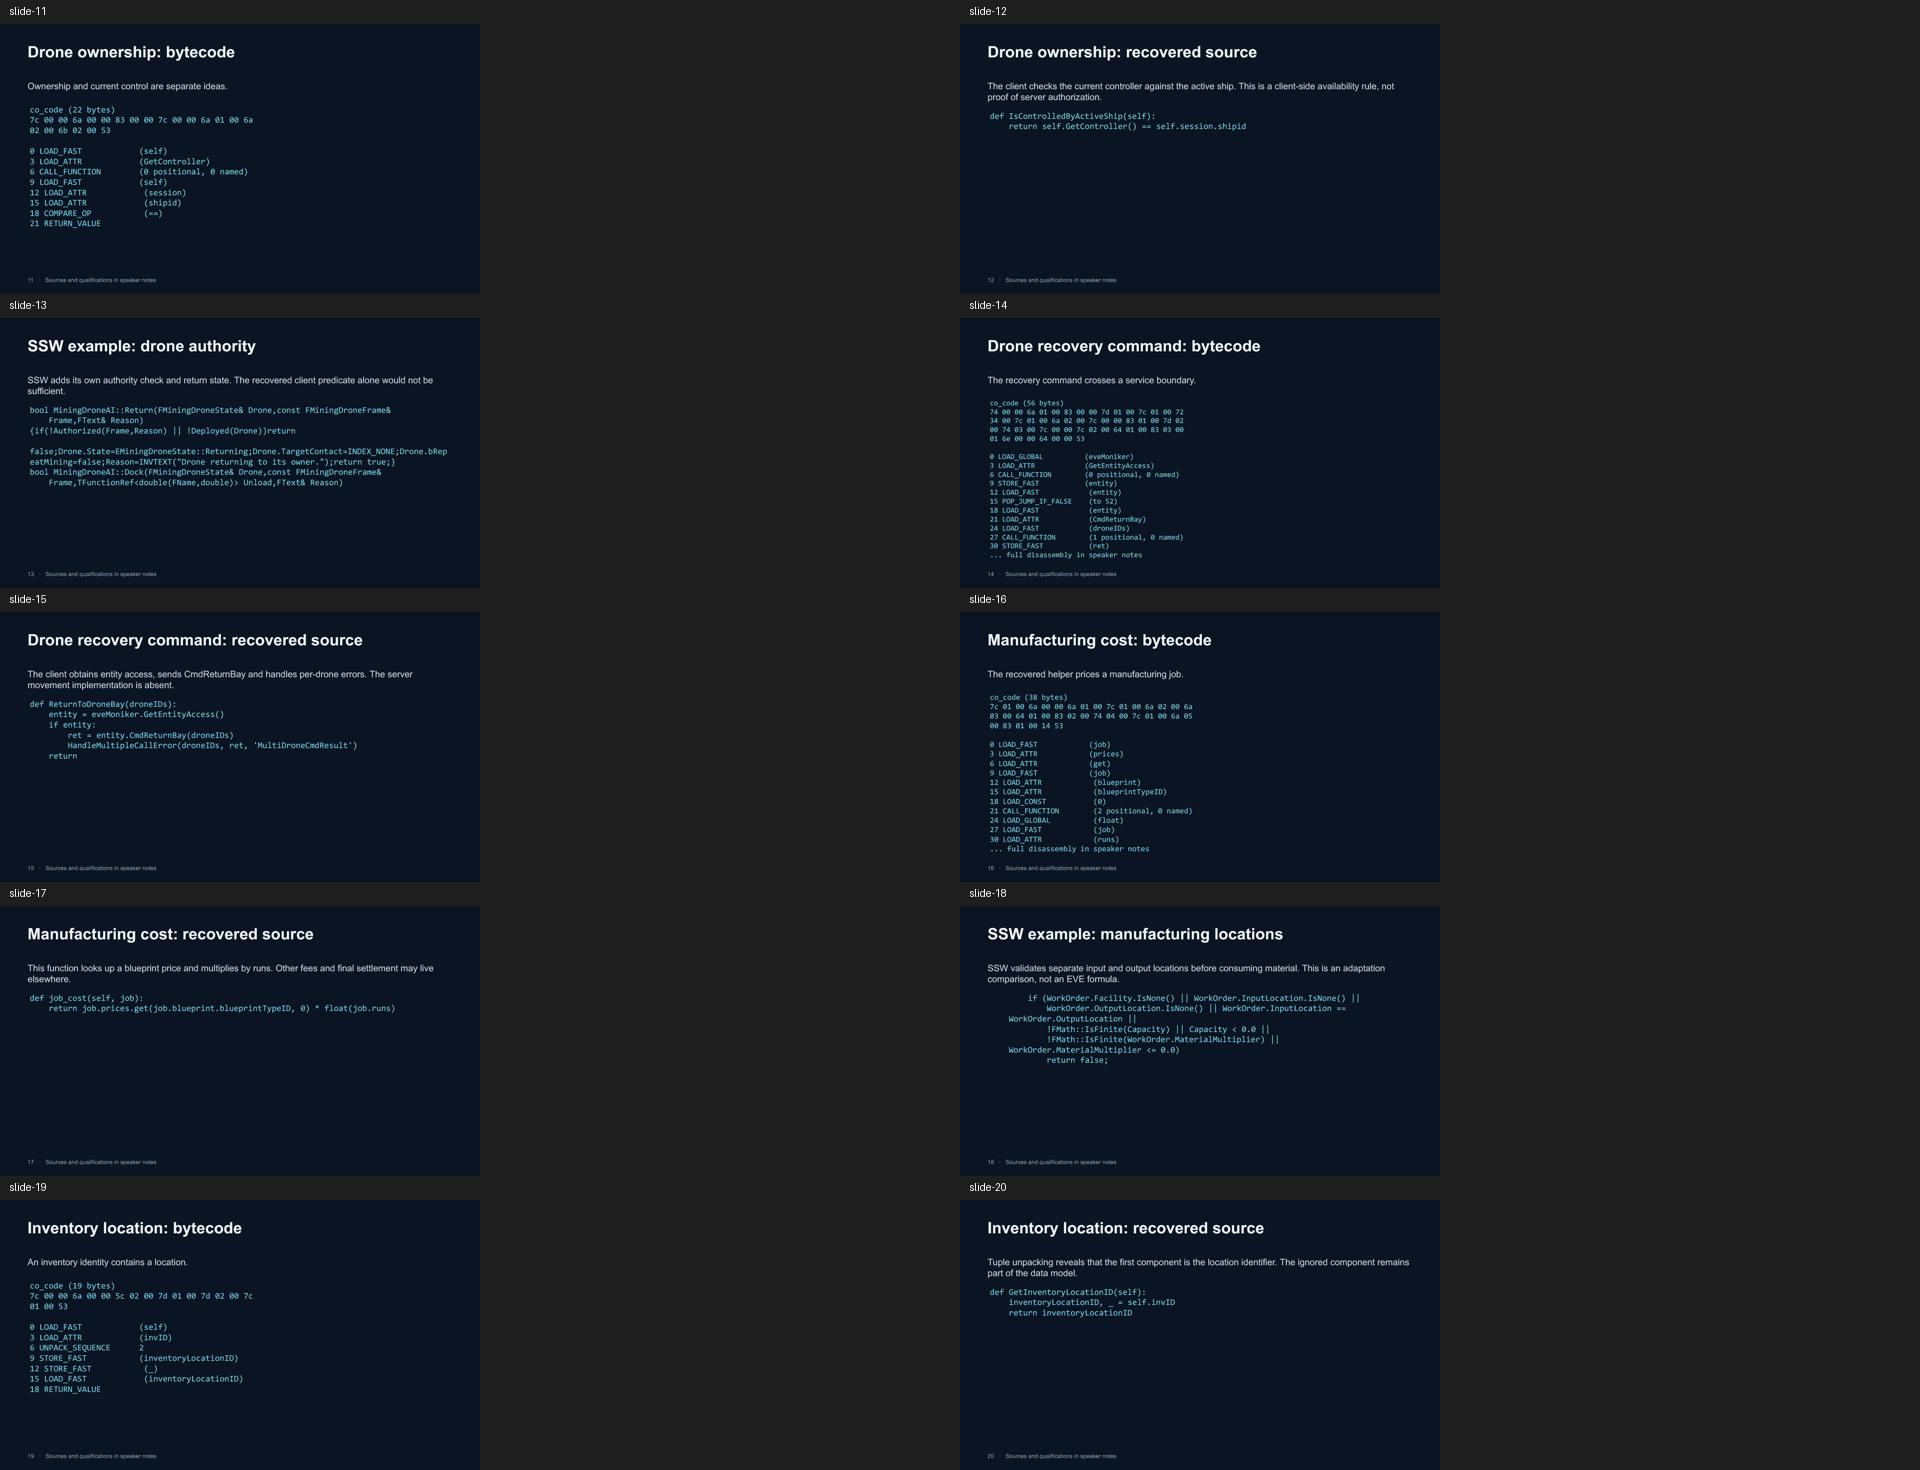 slide-11
Drone ownership: bytecode
Ownership and current control are separate ideas.
co_code (22 bytes)
7c 00 00 6a 00 00 83 00 00 7c 00 00 6a 01 00 6a
02 00 6b 02 00 53
0 LOAD_FAST (self)
3 LOAD_ATTR (GetController)
6 CALL_FUNCTION (0 positional, 0 named)
9 LOAD_FAST (self)
12 LOAD_ATTR (session)
15 LOAD_ATTR (shipid)
18 COMPARE_OP (==)
21 RETURN_VALUE
11 · Sources and qualifications in speaker notes
slide-12
Drone ownership: recovered source
The client checks the current controller against the active ship. This is a client-side availability rule, not
proof of server authorization.
def IsControlledByActiveShip(self):
    return self.GetController() == self.session.shipid
12 · Sources and qualifications in speaker notes
slide-13
SSW example: drone authority
SSW adds its own authority check and return state. The recovered client predicate alone would not be
sufficient.
bool MiningDroneAI::Return(FMiningDroneState& Drone,const FMiningDroneFrame&
    Frame,FText& Reason)
{if(!Authorized(Frame,Reason) || !Deployed(Drone))return
false;Drone.State=EMiningDroneState::Returning;Drone.TargetContact=INDEX_NONE;Drone.bRep
eatMining=false;Reason=INVTEXT("Drone returning to its owner.");return true;}
bool MiningDroneAI::Dock(FMiningDroneState& Drone,const FMiningDroneFrame&
    Frame,TFunctionRef<double(FName,double)> Unload,FText& Reason)
13 · Sources and qualifications in speaker notes
slide-14
Drone recovery command: bytecode
The recovery command crosses a service boundary.
co_code (56 bytes)
74 00 00 6a 01 00 83 00 00 7d 01 00 7c 01 00 72
34 00 7c 01 00 6a 02 00 7c 00 00 83 01 00 7d 02
00 74 03 00 7c 00 00 7c 02 00 64 01 00 83 03 00
01 6e 00 00 64 00 00 53
0 LOAD_GLOBAL (eveMoniker)
3 LOAD_ATTR (GetEntityAccess)
6 CALL_FUNCTION (0 positional, 0 named)
9 STORE_FAST (entity)
12 LOAD_FAST (entity)
15 POP_JUMP_IF_FALSE (to 52)
18 LOAD_FAST (entity)
21 LOAD_ATTR (CmdReturnBay)
24 LOAD_FAST (droneIDs)
27 CALL_FUNCTION (1 positional, 0 named)
30 STORE_FAST (ret)
... full disassembly in speaker notes
14 · Sources and qualifications in speaker notes
slide-15
Drone recovery command: recovered source
The client obtains entity access, sends CmdReturnBay and handles per-drone errors. The server
movement implementation is absent.
def ReturnToDroneBay(droneIDs):
    entity = eveMoniker.GetEntityAccess()
    if entity:
        ret = entity.CmdReturnBay(droneIDs)
        HandleMultipleCallError(droneIDs, ret, 'MultiDroneCmdResult')
    return
15 · Sources and qualifications in speaker notes
slide-16
Manufacturing cost: bytecode
The recovered helper prices a manufacturing job.
co_code (38 bytes)
7c 01 00 6a 00 00 6a 01 00 7c 01 00 6a 02 00 6a
03 00 64 01 00 83 02 00 74 04 00 7c 01 00 6a 05
00 83 01 00 14 53
0 LOAD_FAST (job)
3 LOAD_ATTR (prices)
6 LOAD_ATTR (get)
9 LOAD_FAST (job)
12 LOAD_ATTR (blueprint)
15 LOAD_ATTR (blueprintTypeID)
18 LOAD_CONST (0)
21 CALL_FUNCTION (2 positional, 0 named)
24 LOAD_GLOBAL (float)
27 LOAD_FAST (job)
30 LOAD_ATTR (runs)
... full disassembly in speaker notes
16 · Sources and qualifications in speaker notes
slide-17
Manufacturing cost: recovered source
This function looks up a blueprint price and multiplies by runs. Other fees and final settlement may live
elsewhere.
def job_cost(self, job):
    return job.prices.get(job.blueprint.blueprintTypeID, 0) * float(job.runs)
17 · Sources and qualifications in speaker notes
slide-18
SSW example: manufacturing locations
SSW validates separate input and output locations before consuming material. This is an adaptation
comparison, not an EVE formula.
if (WorkOrder.Facility.IsNone() || WorkOrder.InputLocation.IsNone() ||
    WorkOrder.OutputLocation.IsNone() || WorkOrder.InputLocation ==
WorkOrder.OutputLocation ||
    !FMath::IsFinite(Capacity) || Capacity < 0.0 ||
    !FMath::IsFinite(WorkOrder.MaterialMultiplier) ||
WorkOrder.MaterialMultiplier <= 0.0)
    return false;
18 · Sources and qualifications in speaker notes
slide-19
Inventory location: bytecode
An inventory identity contains a location.
co_code (19 bytes)
7c 00 00 6a 00 00 5c 02 00 7d 01 00 7d 02 00 7c
01 00 53
0 LOAD_FAST (self)
3 LOAD_ATTR (invID)
6 UNPACK_SEQUENCE 2
9 STORE_FAST (inventoryLocationID)
12 STORE_FAST (_)
15 LOAD_FAST (inventoryLocationID)
18 RETURN_VALUE
19 · Sources and qualifications in speaker notes
slide-20
Inventory location: recovered source
Tuple unpacking reveals that the first component is the location identifier. The ignored component remains
part of the data model.
def GetInventoryLocationID(self):
    inventoryLocationID, _ = self.invID
    return inventoryLocationID
20 · Sources and qualifications in speaker notes